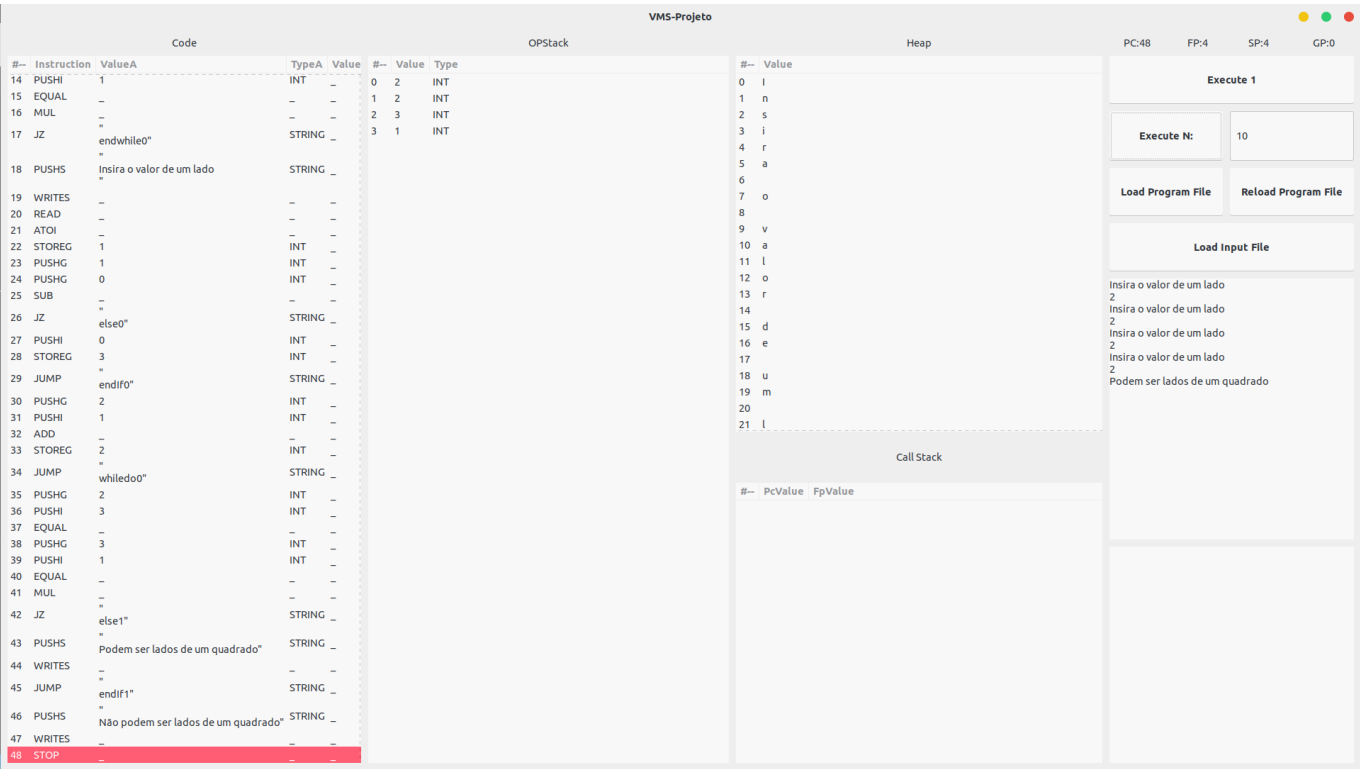 VMS-Projeto
Code OPStack Heap PC:48 FP:4 SP:4 GP:0
#-- Instruction ValueA TypeA Value
14 PUSHI 1 INT _
15 EQUAL _ _ _
16 MUL _ _ _
17 JZ "
endwhile0" STRING _
18 PUSHS "
Insira o valor de um lado
" STRING _
19 WRITES _ _ _
20 READ _ _ _
21 ATOI _ _ _
22 STOREG 1 INT _
23 PUSHG 1 INT _
24 PUSHG 0 INT _
25 SUB _ _ _
26 JZ "
else0" STRING _
27 PUSHI 0 INT _
28 STOREG 3 INT _
29 JUMP "
endIf0" STRING _
30 PUSHG 2 INT _
31 PUSHI 1 INT _
32 ADD _ _ _
33 STOREG 2 INT _
34 JUMP "
whiledo0" STRING _
35 PUSHG 2 INT _
36 PUSHI 3 INT _
37 EQUAL _ _ _
38 PUSHG 3 INT _
39 PUSHI 1 INT _
40 EQUAL _ _ _
41 MUL _ _ _
42 JZ "
else1" STRING _
43 PUSHS "
Podem ser lados de um quadrado" STRING _
44 WRITES _ _ _
45 JUMP "
endIf1" STRING _
46 PUSHS "
Não podem ser lados de um quadrado" STRING _
47 WRITES _ _ _
48 STOP _ _ _
#-- Value Type
0 2 INT
1 2 INT
2 3 INT
3 1 INT
#-- Value
0 I
1 n
2 s
3 i
4 r
5 a
6
7 o
8
9 v
10 a
11 l
12 o
13 r
14
15 d
16 e
17
18 u
19 m
20
21 l
Call Stack
#-- PcValue FpValue
Execute 1
Execute N: 10
Load Program File Reload Program File
Load Input File
Insira o valor de um lado
2
Insira o valor de um lado
2
Insira o valor de um lado
2
Insira o valor de um lado
2
Podem ser lados de um quadrado